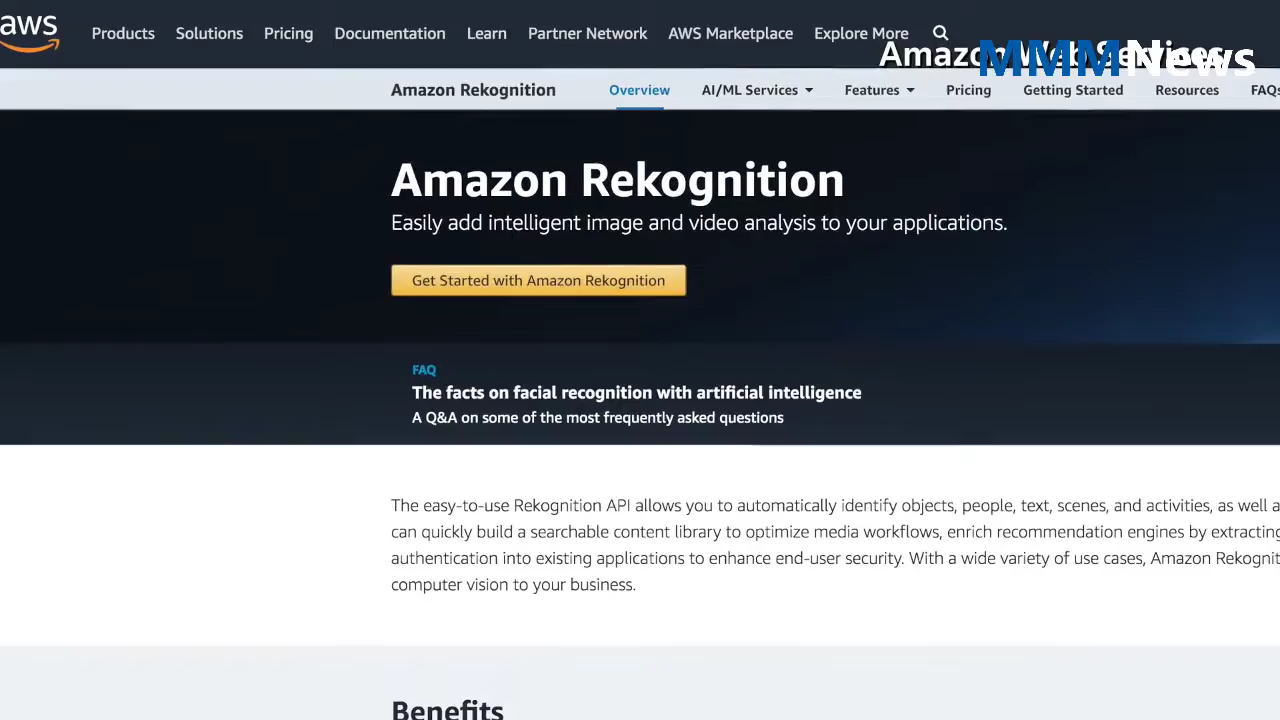 aws
Products Solutions Pricing Documentation Learn Partner Network AWS Marketplace Explore More
Amazon Web Services
MMMNews
Amazon Rekognition Overview AI/ML Services Features Pricing Getting Started Resources FAQs
Amazon Rekognition
Easily add intelligent image and video analysis to your applications.
Get Started with Amazon Rekognition
FAQ
The facts on facial recognition with artificial intelligence
A Q&A on some of the most frequently asked questions
The easy-to-use Rekognition API allows you to automatically identify objects, people, text, scenes, and activities, as well a
can quickly build a searchable content library to optimize media workflows, enrich recommendation engines by extracting
authentication into existing applications to enhance end-user security. With a wide variety of use cases, Amazon Rekognit
computer vision to your business.
Benefits